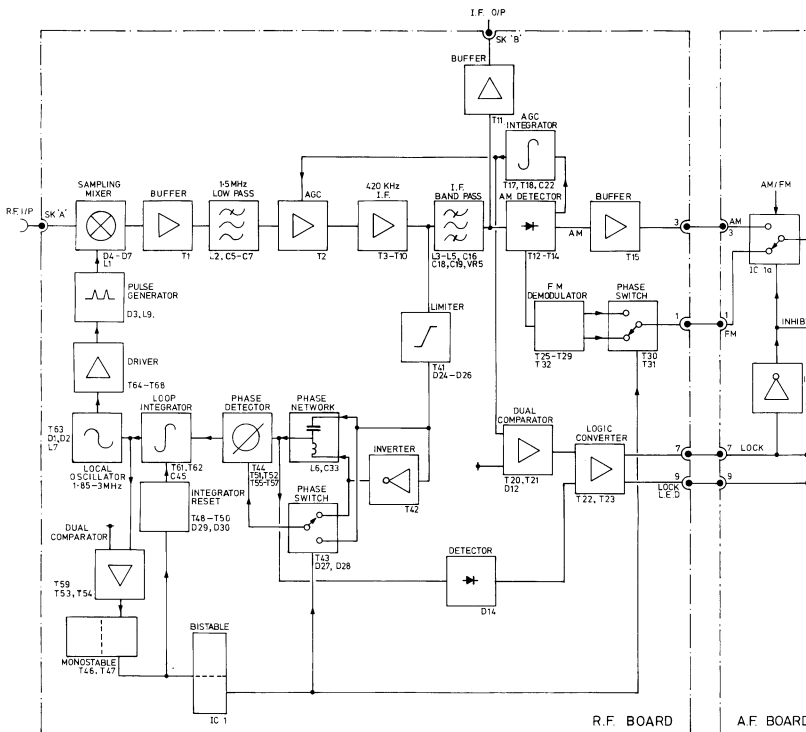 I.F. O/P
SK 'B'
BUFFER
T11
AGC
INTEGRATOR
T17, T18, C22
R.F. I/P
SK 'A'
SAMPLING
MIXER
D4-D7
L1
BUFFER
T1
1·5MHz
LOW PASS
L2, C5-C7
AGC
T2
420 KHz
I.F.
T3-T10
I.F.
BAND PASS
L3-L5, C16
C18, C19, VR5
AM DETECTOR
T12-T14
AM
BUFFER
T15
3
3
AM
AM/FM
IC 1a
PULSE
GENERATOR
D3, L9.
LIMITER
T41
D24-D26
FM
DEMODULATOR
T25-T29
T32
PHASE
SWITCH
T30
T31
1
1
FM
INHIB
DRIVER
T64-T68
T63
D1, D2
L7
LOCAL
OSCILLATOR
1·85-3MHz
LOOP
INTEGRATOR
T61, T62
C45
PHASE
DETECTOR
T44
T51, T52
T55-T57
PHASE
NETWORK
L6, C33
INVERTER
T42
DUAL
COMPARATOR
T20, T21
D12
LOGIC
CONVERTER
T22, T23
7
7
LOCK
9
9
LOCK
L.E.D
INTEGRATOR
RESET
T48-T50
D29, D30
PHASE
SWITCH
T43
D27, D28
DUAL
COMPARATOR
T59
T53, T54
DETECTOR
D14
MONOSTABLE
T46, T47
BISTABLE
IC 1
R.F. BOARD
A.F. BOARD